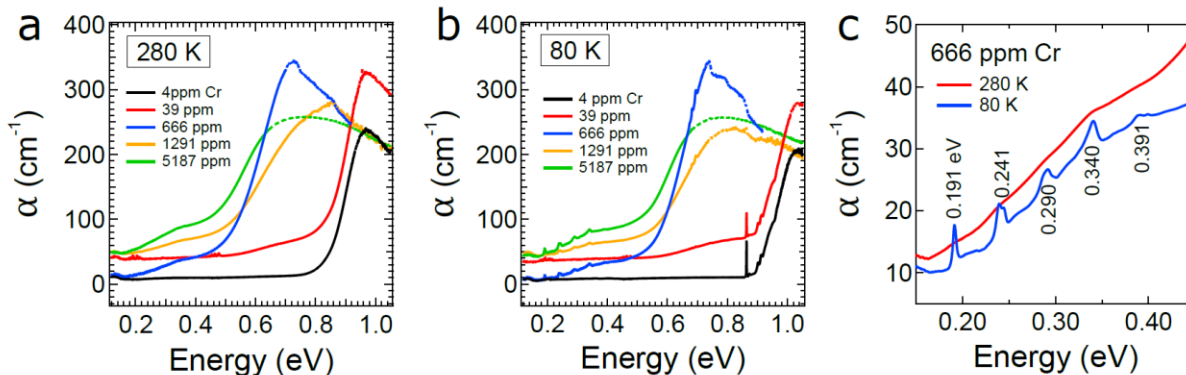 a
280 K
α (cm⁻¹)
400
300
200
100
0
4ppm Cr
39 ppm
666 ppm
1291 ppm
5187 ppm
0.2 0.4 0.6 0.8 1.0
Energy (eV)
b
80 K
α (cm⁻¹)
400
300
200
100
0
4 ppm Cr
39 ppm
666 ppm
1291 ppm
5187 ppm
0.2 0.4 0.6 0.8 1.0
Energy (eV)
c
666 ppm Cr
280 K
80 K
α (cm⁻¹)
50
40
30
20
10
0.191 eV
0.241
0.290
0.340
0.391
0.20 0.30 0.40
Energy (eV)